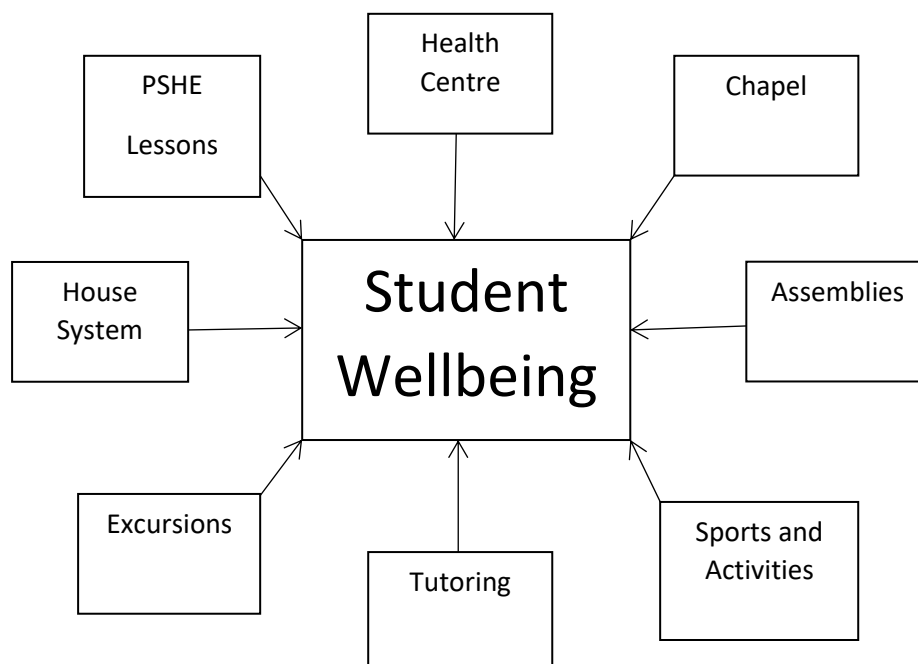 Health
Centre
PSHE
Lessons
Chapel
House
System
Student
Wellbeing
Assemblies
Excursions
Tutoring
Sports and
Activities